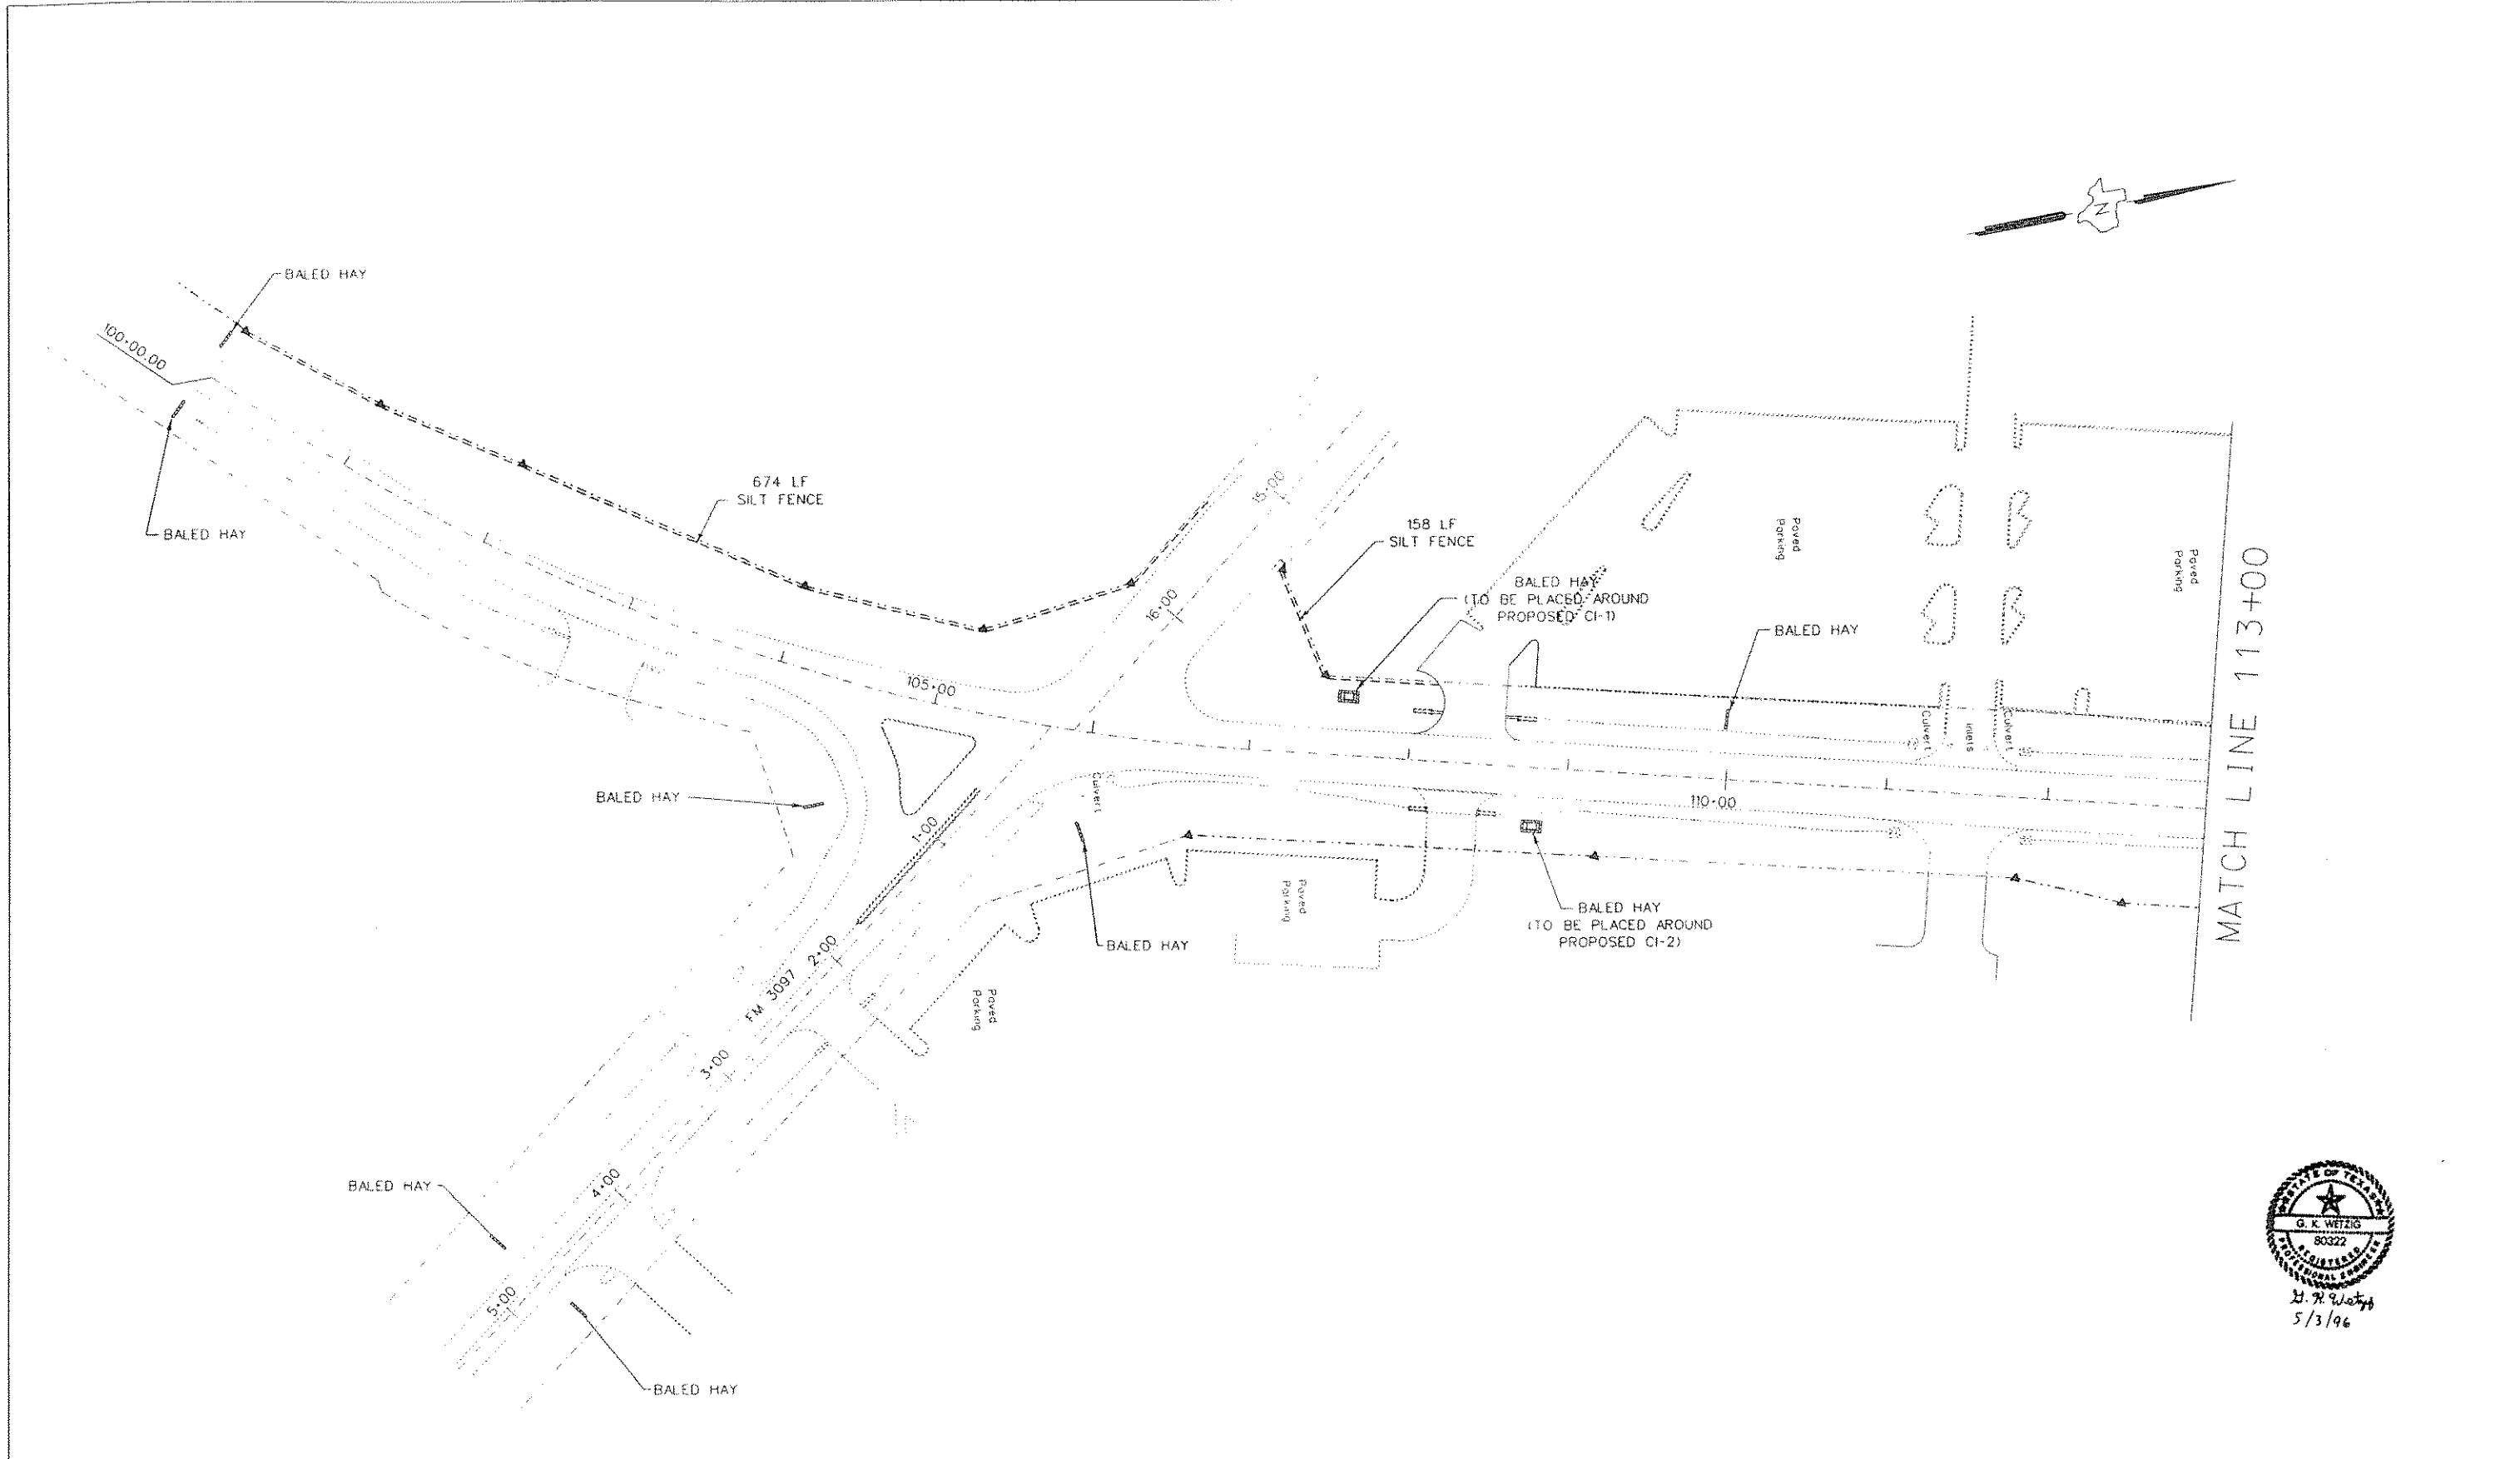 BALED HAY
100+00.00
BALED HAY
674 LF
SILT FENCE
15+00
16+00
158 LF
SILT FENCE
BALED HAY
(TO BE PLACED AROUND
PROPOSED CI-1)
Paved
Parking
Paved
Parking
BALED HAY
N
MATCH LINE 113+00
105+00
BALED HAY
1+00
Culvert
Culvert
Inlets
Culvert
110+00
BALED HAY
Paved
Parking
BALED HAY
(TO BE PLACED AROUND
PROPOSED CI-2)
FM 3097
2+00
Paved
Parking
3+00
BALED HAY
4+00
5+00
BALED HAY
STATE OF TEXAS
G. K. WETZIG
80322
REGISTERED
PROFESSIONAL ENGINEER
G. K. Wetzig
5/3/96